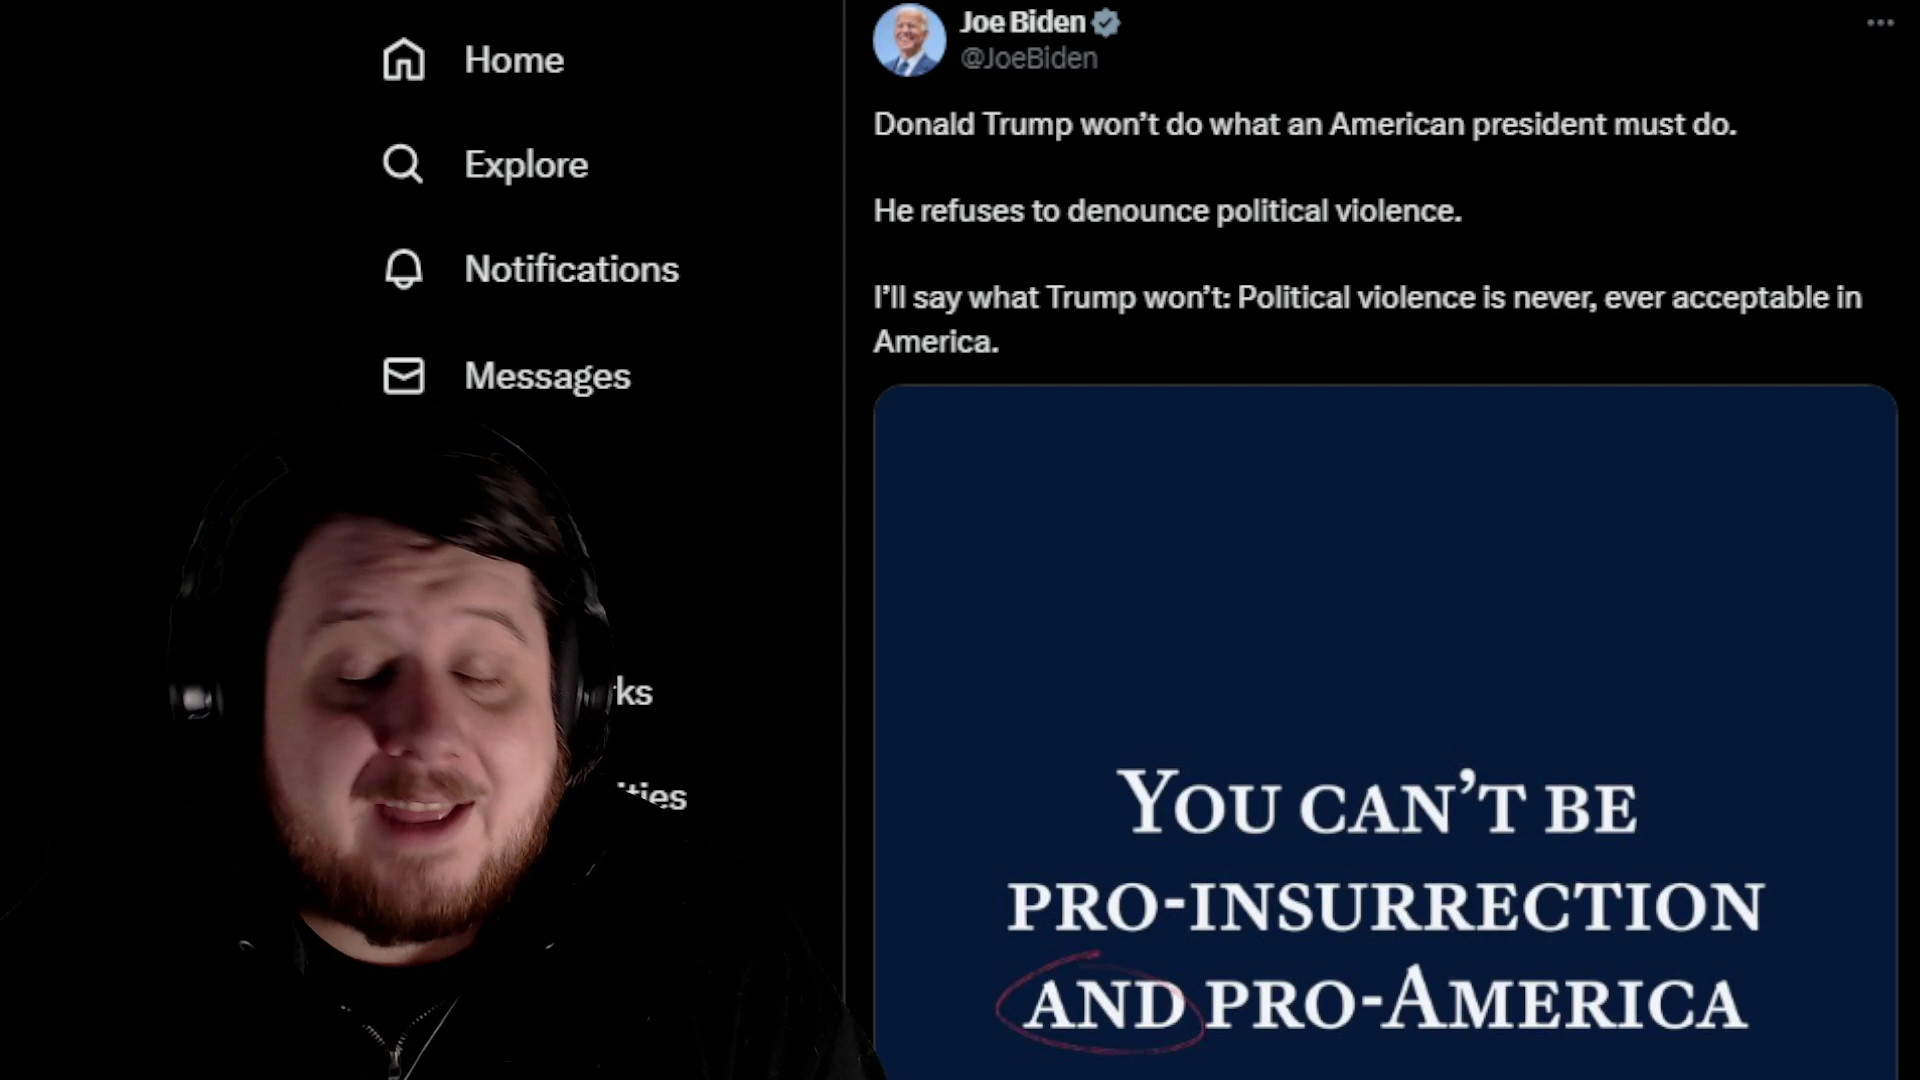 Home
Explore
Notifications
Messages
Joe Biden
@JoeBiden
Donald Trump won’t do what an American president must do.
He refuses to denounce political violence.
I’ll say what Trump won’t: Political violence is never, ever acceptable in
America.
You can’t be
pro-insurrection
and pro-America